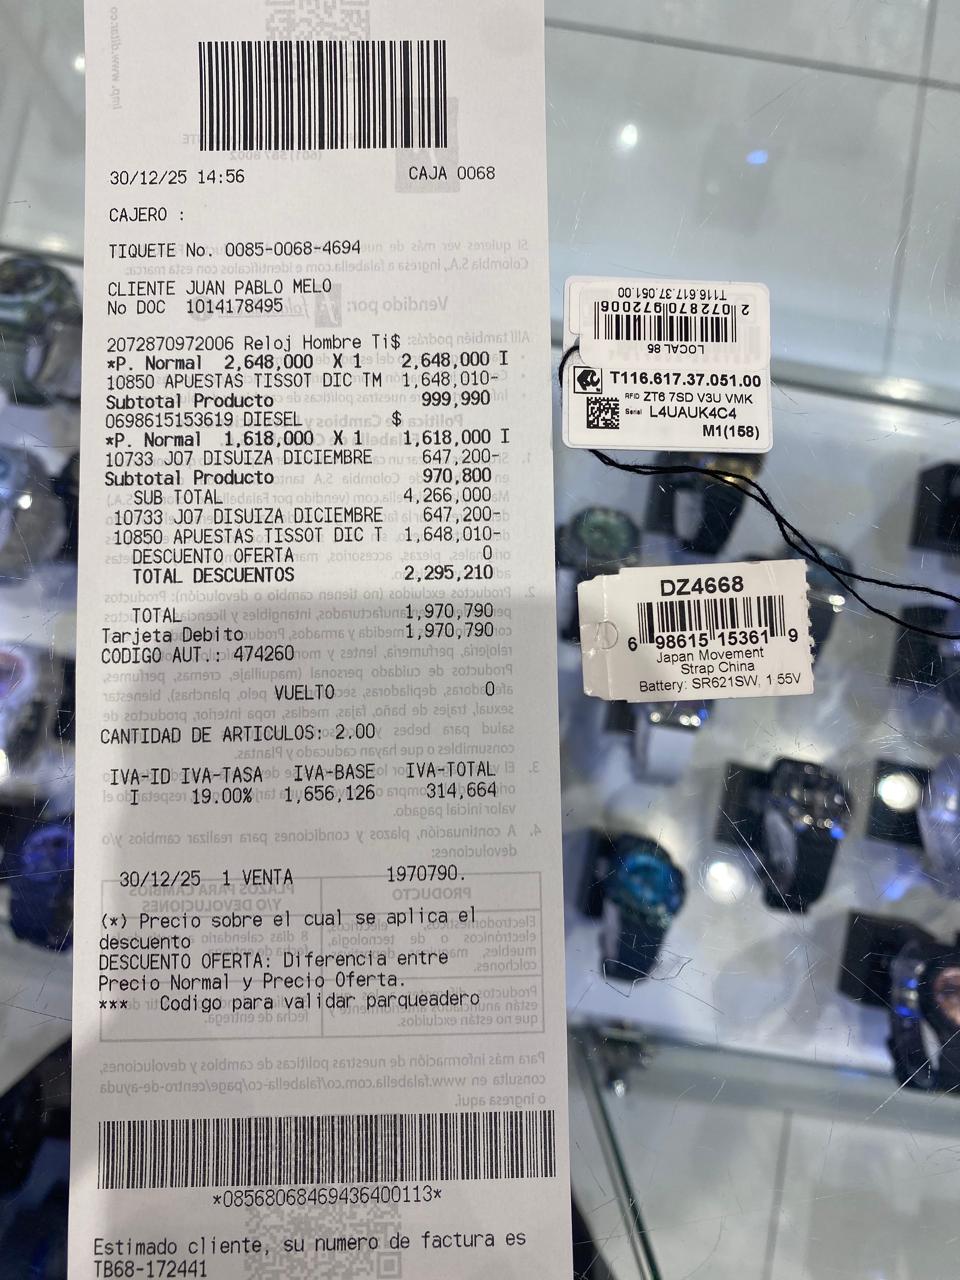 30/12/25 14:56 CAJA 0068
CAJERO :
TIQUETE No. 0085-0068-4694
CLIENTE JUAN PABLO MELO
No DOC 1014178495
2072870972006 Reloj Hombre Ti$
*P. Normal 2,648,000 X 1 2,648,000 I
10850 APUESTAS TISSOT DIC TM 1,648,010-
Subtotal Producto 999,990
0698615153619 DIESEL $
*P. Normal 1,618,000 X 1 1,618,000 I
10733 JO7 DISUIZA DICIEMBRE 647,200-
Subtotal Producto 970,800
SUB TOTAL 4,266,000
10733 JO7 DISUIZA DICIEMBRE 647,200-
10850 APUESTAS TISSOT DIC T 1,648,010-
DESCUENTO OFERTA 0
TOTAL DESCUENTOS 2,295,210
TOTAL 1,970,790
Tarjeta Debito 1,970,790
CODIGO AUT.: 474260
VUELTO 0
CANTIDAD DE ARTICULOS: 2.00
IVA-ID IVA-TASA IVA-BASE IVA-TOTAL
I 19.00% 1,656,126 314,664
30/12/25 1 VENTA 1970790.
(*) Precio sobre el cual se aplica el
descuento
DESCUENTO OFERTA: Diferencia entre
Precio Normal y Precio Oferta.
*** Codigo para validar parqueadero
*08568068469436400113*
Estimado cliente, su numero de factura es
TB68-172441
LOCAL 86
2 072870 972006
T116.617.37.051.00
T116.617.37.051.00
RFID ZT6 7SD V3U VMK
Serial L4UAUK4C4
M1(158)
DZ4668
6 98615 15361 9
Japan Movement
Strap China
Battery: SR621SW, 1.55V